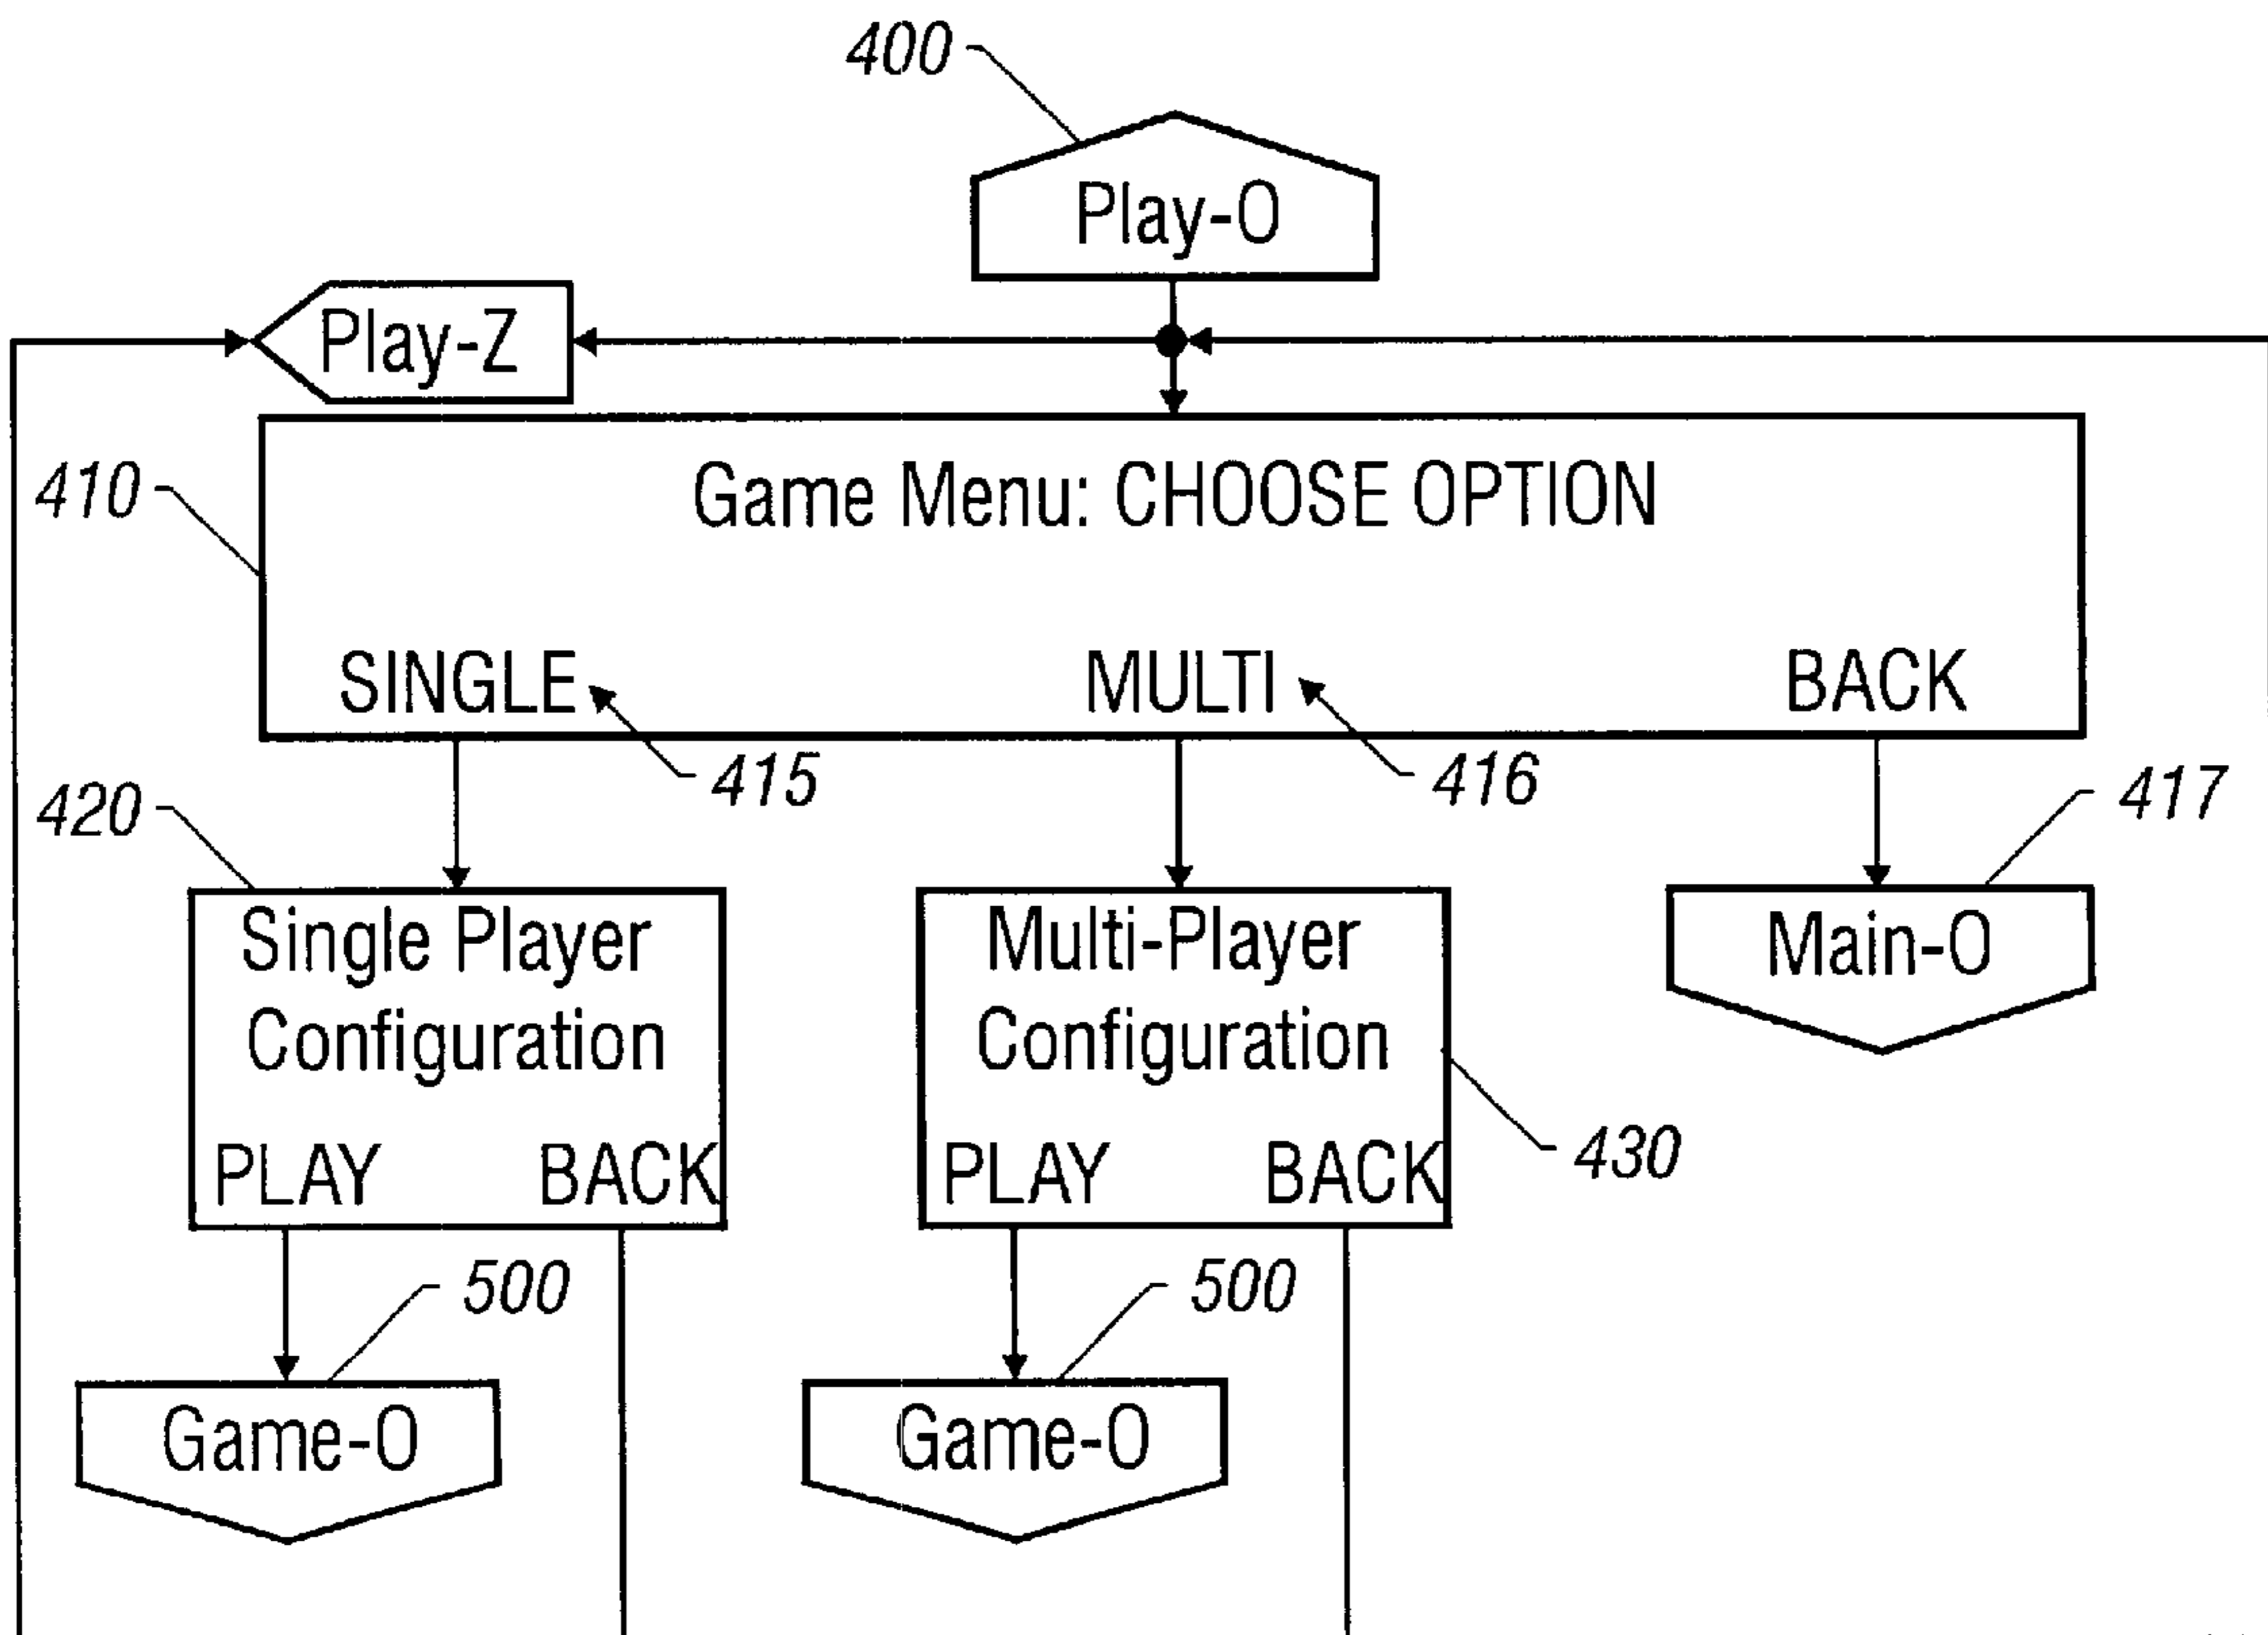 400
Play-O
Play-Z
410
Game Menu: CHOOSE OPTION
SINGLE
MULTI
BACK
415
416
417
420
Single Player
Configuration
PLAY BACK
Multi-Player
Configuration
PLAY BACK
430
Main-O
500
Game-O
500
Game-O